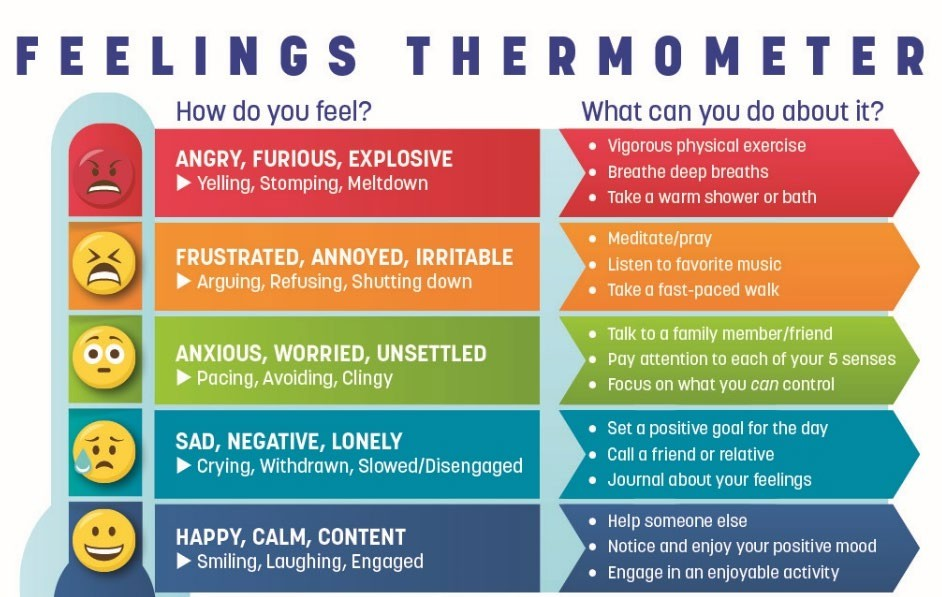 FEELINGS THERMOMETER
How do you feel?
What can you do about it?
ANGRY, FURIOUS, EXPLOSIVE
▶ Yelling, Stomping, Meltdown
• Vigorous physical exercise
• Breathe deep breaths
• Take a warm shower or bath
FRUSTRATED, ANNOYED, IRRITABLE
▶ Arguing, Refusing, Shutting down
• Meditate/pray
• Listen to favorite music
• Take a fast-paced walk
ANXIOUS, WORRIED, UNSETTLED
▶ Pacing, Avoiding, Clingy
• Talk to a family member/friend
• Pay attention to each of your 5 senses
• Focus on what you can control
SAD, NEGATIVE, LONELY
▶ Crying, Withdrawn, Slowed/Disengaged
• Set a positive goal for the day
• Call a friend or relative
• Journal about your feelings
HAPPY, CALM, CONTENT
▶ Smiling, Laughing, Engaged
• Help someone else
• Notice and enjoy your positive mood
• Engage in an enjoyable activity